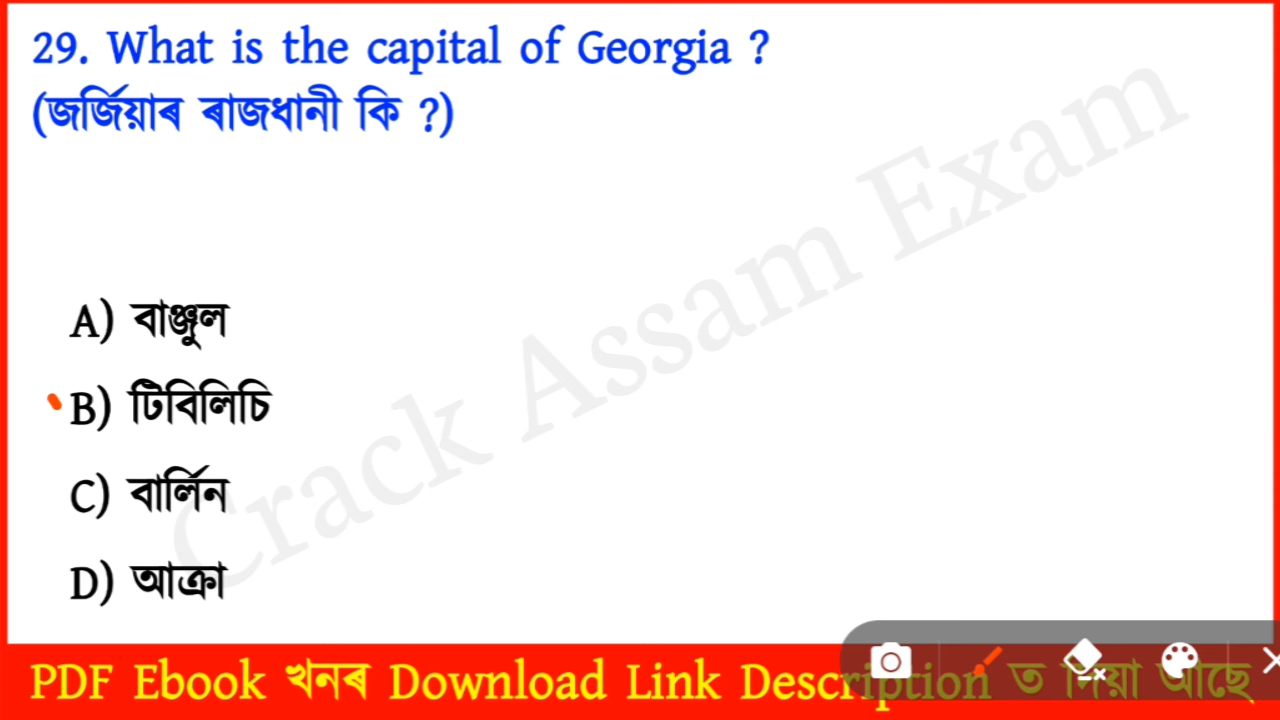 29. What is the capital of Georgia ?
(জৰ্জিয়াৰ ৰাজধানী কি ?)
A) বাঞ্জুল
B) টিবিলিচি
C) বাৰ্লিন
D) আক্ৰা
Crack Assam Exam
PDF Ebook খনৰ Download Link Description ত দিয়া আছে